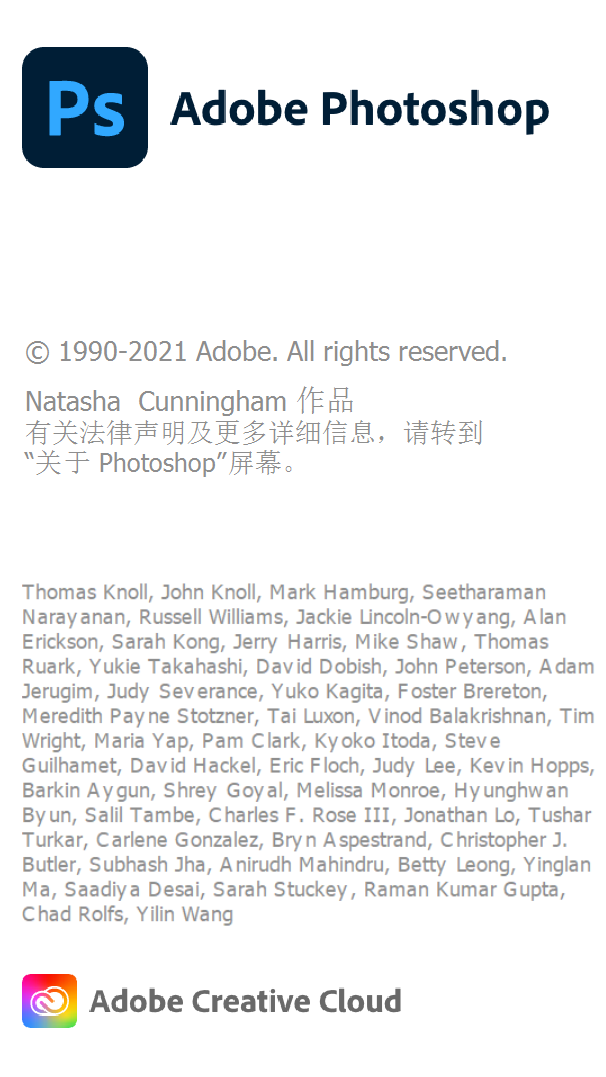 Ps Adobe Photoshop
© 1990-2021 Adobe. All rights reserved.
Natasha Cunningham 作品
有关法律声明及更多详细信息，请转到
“关于 Photoshop”屏幕。
Thomas Knoll, John Knoll, Mark Hamburg, Seetharaman
Narayanan, Russell Williams, Jackie Lincoln-Owyang, Alan
Erickson, Sarah Kong, Jerry Harris, Mike Shaw, Thomas
Ruark, Yukie Takahashi, David Dobish, John Peterson, Adam
Jerugim, Judy Severance, Yuko Kagita, Foster Brereton,
Meredith Payne Stotzner, Tai Luxon, Vinod Balakrishnan, Tim
Wright, Maria Yap, Pam Clark, Kyoko Itoda, Steve
Guilhamet, David Hackel, Eric Floch, Judy Lee, Kevin Hopps,
Barkin Aygun, Shrey Goyal, Melissa Monroe, Hyunghwan
Byun, Salil Tambe, Charles F. Rose III, Jonathan Lo, Tushar
Turkar, Carlene Gonzalez, Bryn Aspestrand, Christopher J.
Butler, Subhash Jha, Anirudh Mahindru, Betty Leong, Yinglan
Ma, Saadiya Desai, Sarah Stuckey, Raman Kumar Gupta,
Chad Rolfs, Yilin Wang
Adobe Creative Cloud